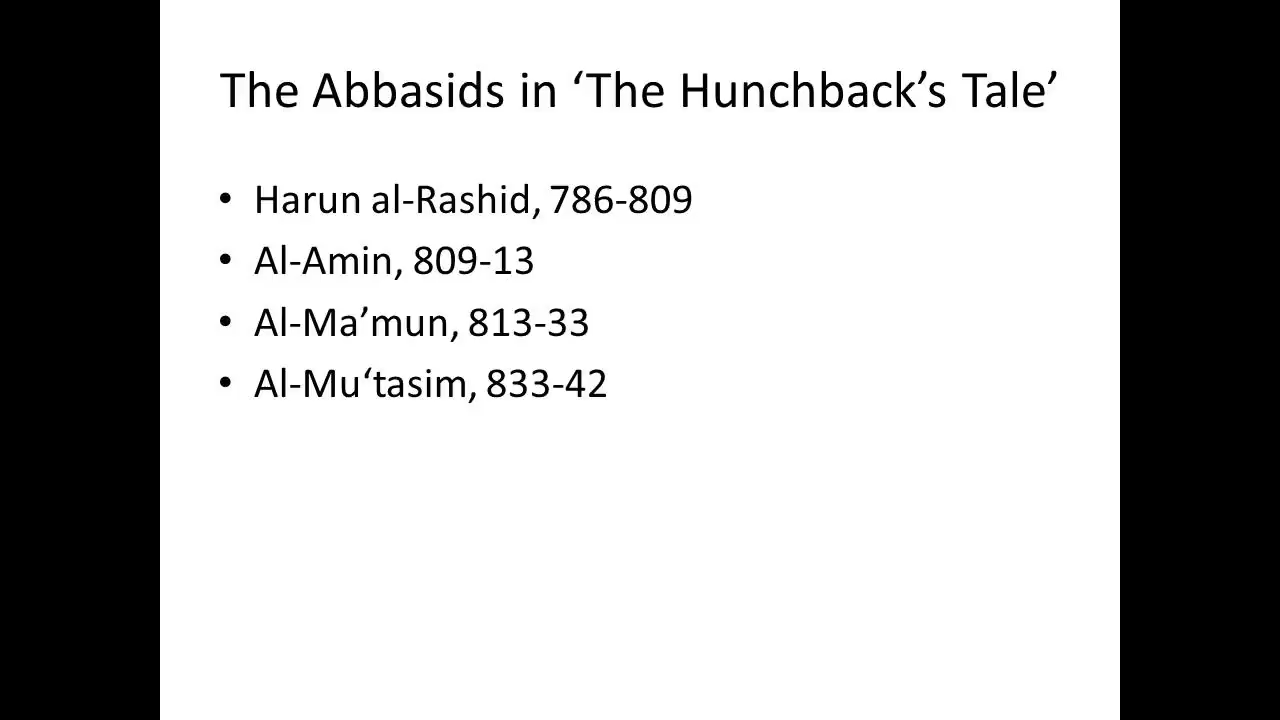 The Abbasids in ‘The Hunchback’s Tale’
• Harun al-Rashid, 786-809
• Al-Amin, 809-13
• Al-Ma’mun, 813-33
• Al-Mu‘tasim, 833-42